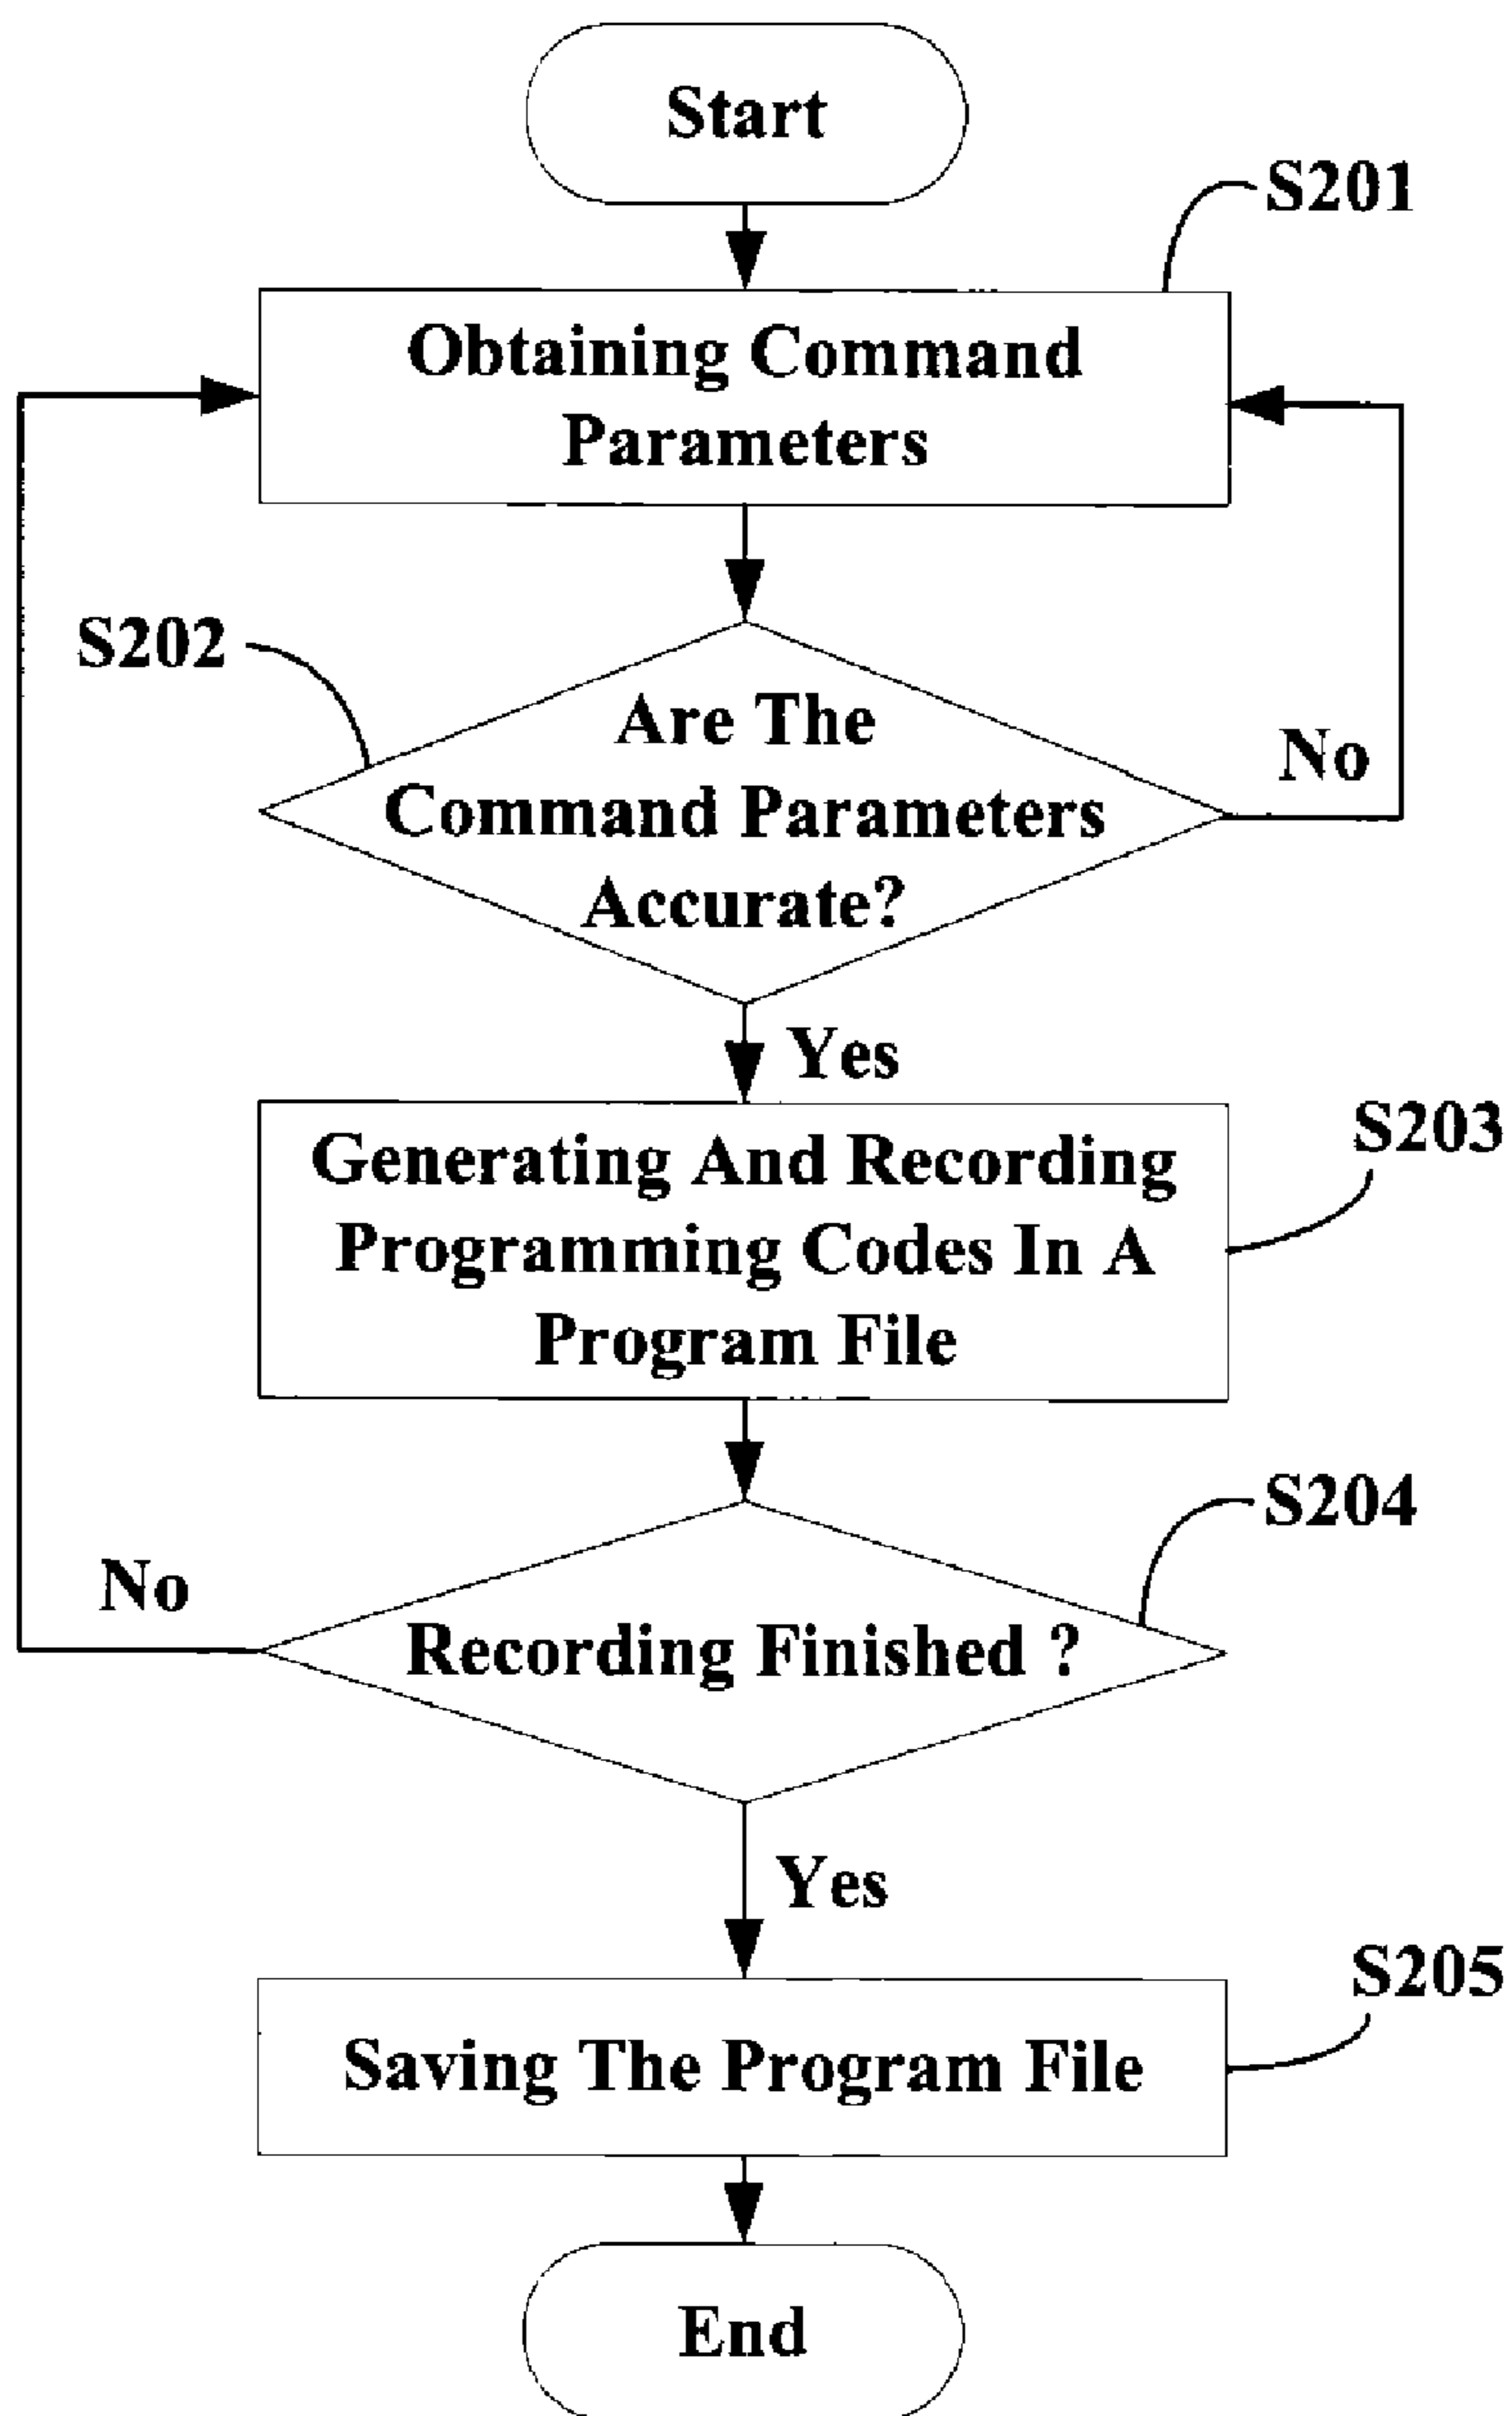 Start
S201
Obtaining Command
Parameters
S202
Are The
Command Parameters
Accurate?
No
Yes
S203
Generating And Recording
Programming Codes In A
Program File
S204
No
Recording Finished ?
Yes
S205
Saving The Program File
End